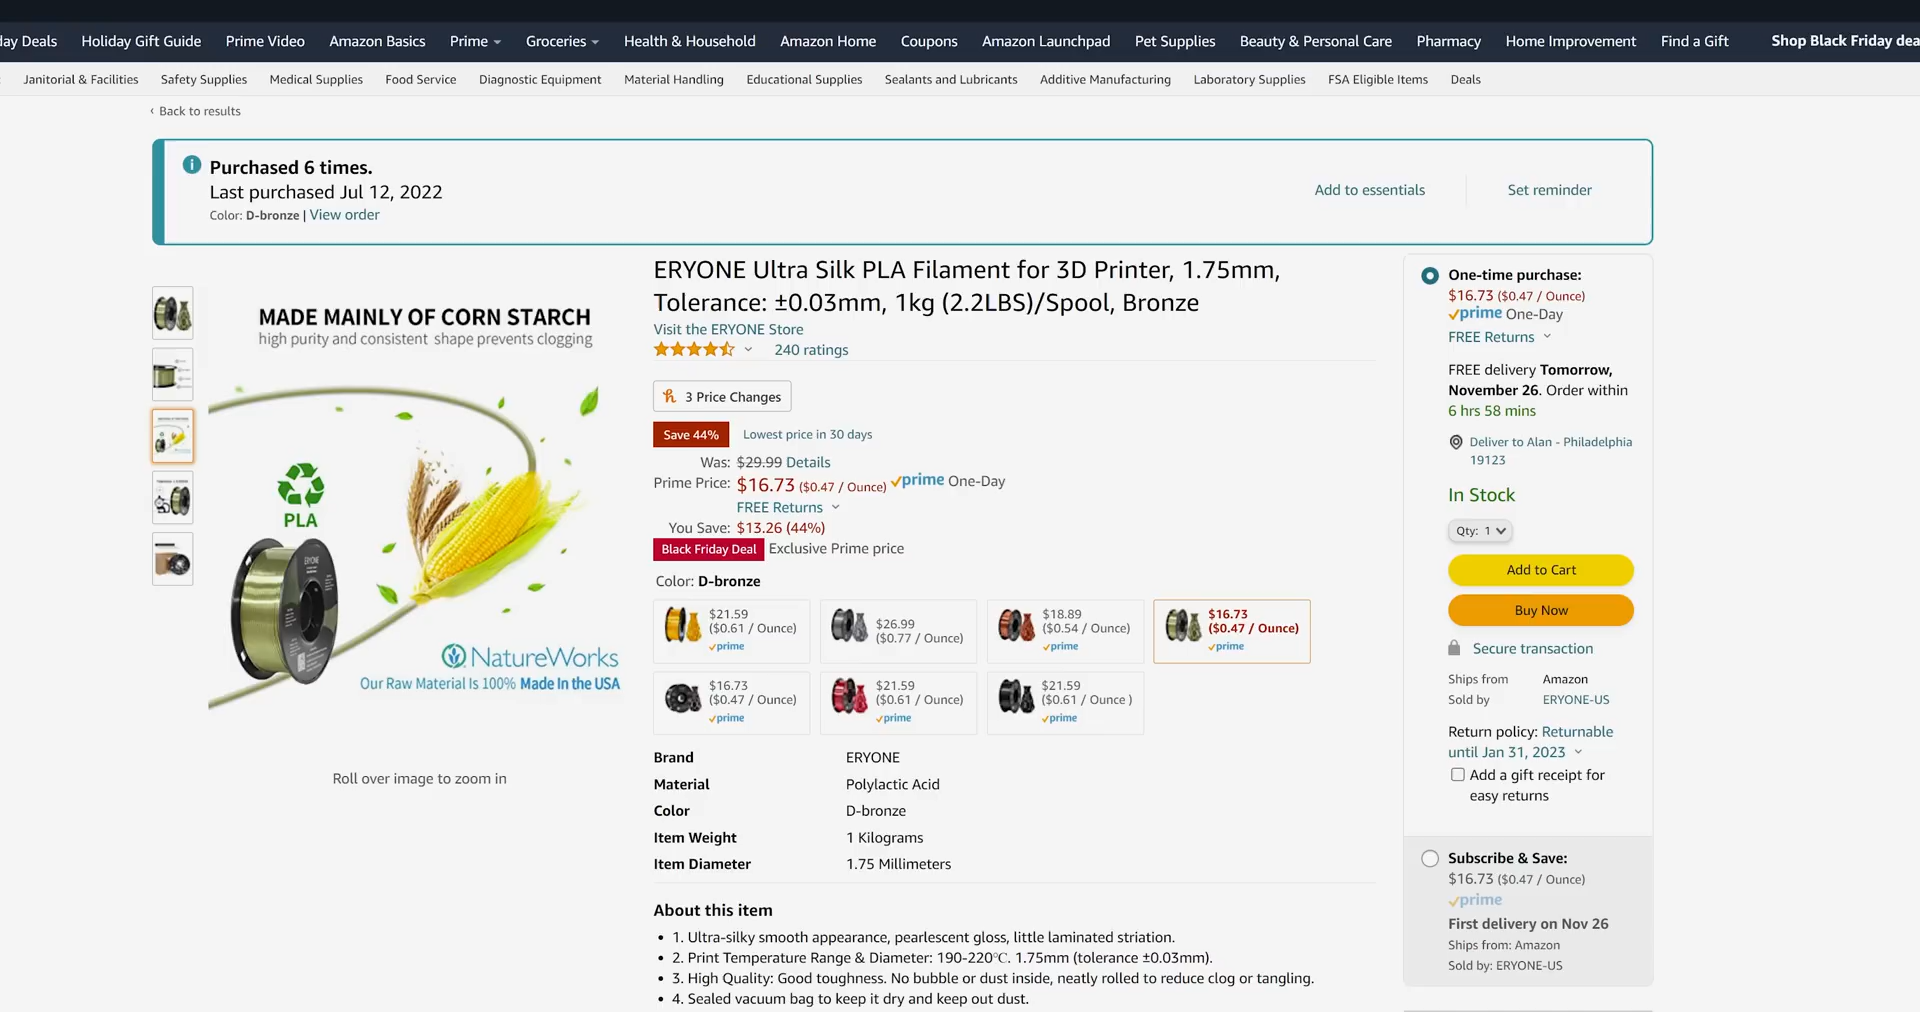 day Deals
Holiday Gift Guide
Prime Video
Amazon Basics
Prime
Groceries
Health & Household
Amazon Home
Coupons
Amazon Launchpad
Pet Supplies
Beauty & Personal Care
Pharmacy
Home Improvement
Find a Gift
Shop Black Friday dea
Janitorial & Facilities
Safety Supplies
Medical Supplies
Food Service
Diagnostic Equipment
Material Handling
Educational Supplies
Sealants and Lubricants
Additive Manufacturing
Laboratory Supplies
FSA Eligible Items
Deals
‹ Back to results
Purchased 6 times.
Last purchased Jul 12, 2022
Color: D-bronze | View order
Add to essentials
Set reminder
MADE MAINLY OF CORN STARCH
high purity and consistent shape prevents clogging
PLA
ERYONE
NatureWorks
Our Raw Material Is 100% Made In the USA
Roll over image to zoom in
ERYONE Ultra Silk PLA Filament for 3D Printer, 1.75mm,
Tolerance: ±0.03mm, 1kg (2.2LBS)/Spool, Bronze
Visit the ERYONE Store
240 ratings
3 Price Changes
Save 44%
Lowest price in 30 days
Was: $29.99 Details
Prime Price: $16.73 ($0.47 / Ounce) prime One-Day
FREE Returns
You Save: $13.26 (44%)
Black Friday Deal Exclusive Prime price
Color: D-bronze
$21.59
($0.61 / Ounce)
prime
$26.99
($0.77 / Ounce)
$18.89
($0.54 / Ounce)
prime
$16.73
($0.47 / Ounce)
prime
$16.73
($0.47 / Ounce)
prime
$21.59
($0.61 / Ounce)
prime
$21.59
($0.61 / Ounce )
prime
Brand ERYONE
Material Polylactic Acid
Color D-bronze
Item Weight 1 Kilograms
Item Diameter 1.75 Millimeters
About this item
• 1. Ultra-silky smooth appearance, pearlescent gloss, little laminated striation.
• 2. Print Temperature Range & Diameter: 190-220℃. 1.75mm (tolerance ±0.03mm).
• 3. High Quality: Good toughness. No bubble or dust inside, neatly rolled to reduce clog or tangling.
• 4. Sealed vacuum bag to keep it dry and keep out dust.
One-time purchase:
$16.73 ($0.47 / Ounce)
prime One-Day
FREE Returns
FREE delivery Tomorrow,
November 26. Order within
6 hrs 58 mins
Deliver to Alan - Philadelphia
19123
In Stock
Qty: 1
Add to Cart
Buy Now
Secure transaction
Ships from Amazon
Sold by ERYONE-US
Return policy: Returnable
until Jan 31, 2023
Add a gift receipt for
easy returns
Subscribe & Save:
$16.73 ($0.47 / Ounce)
prime
First delivery on Nov 26
Ships from: Amazon
Sold by: ERYONE-US